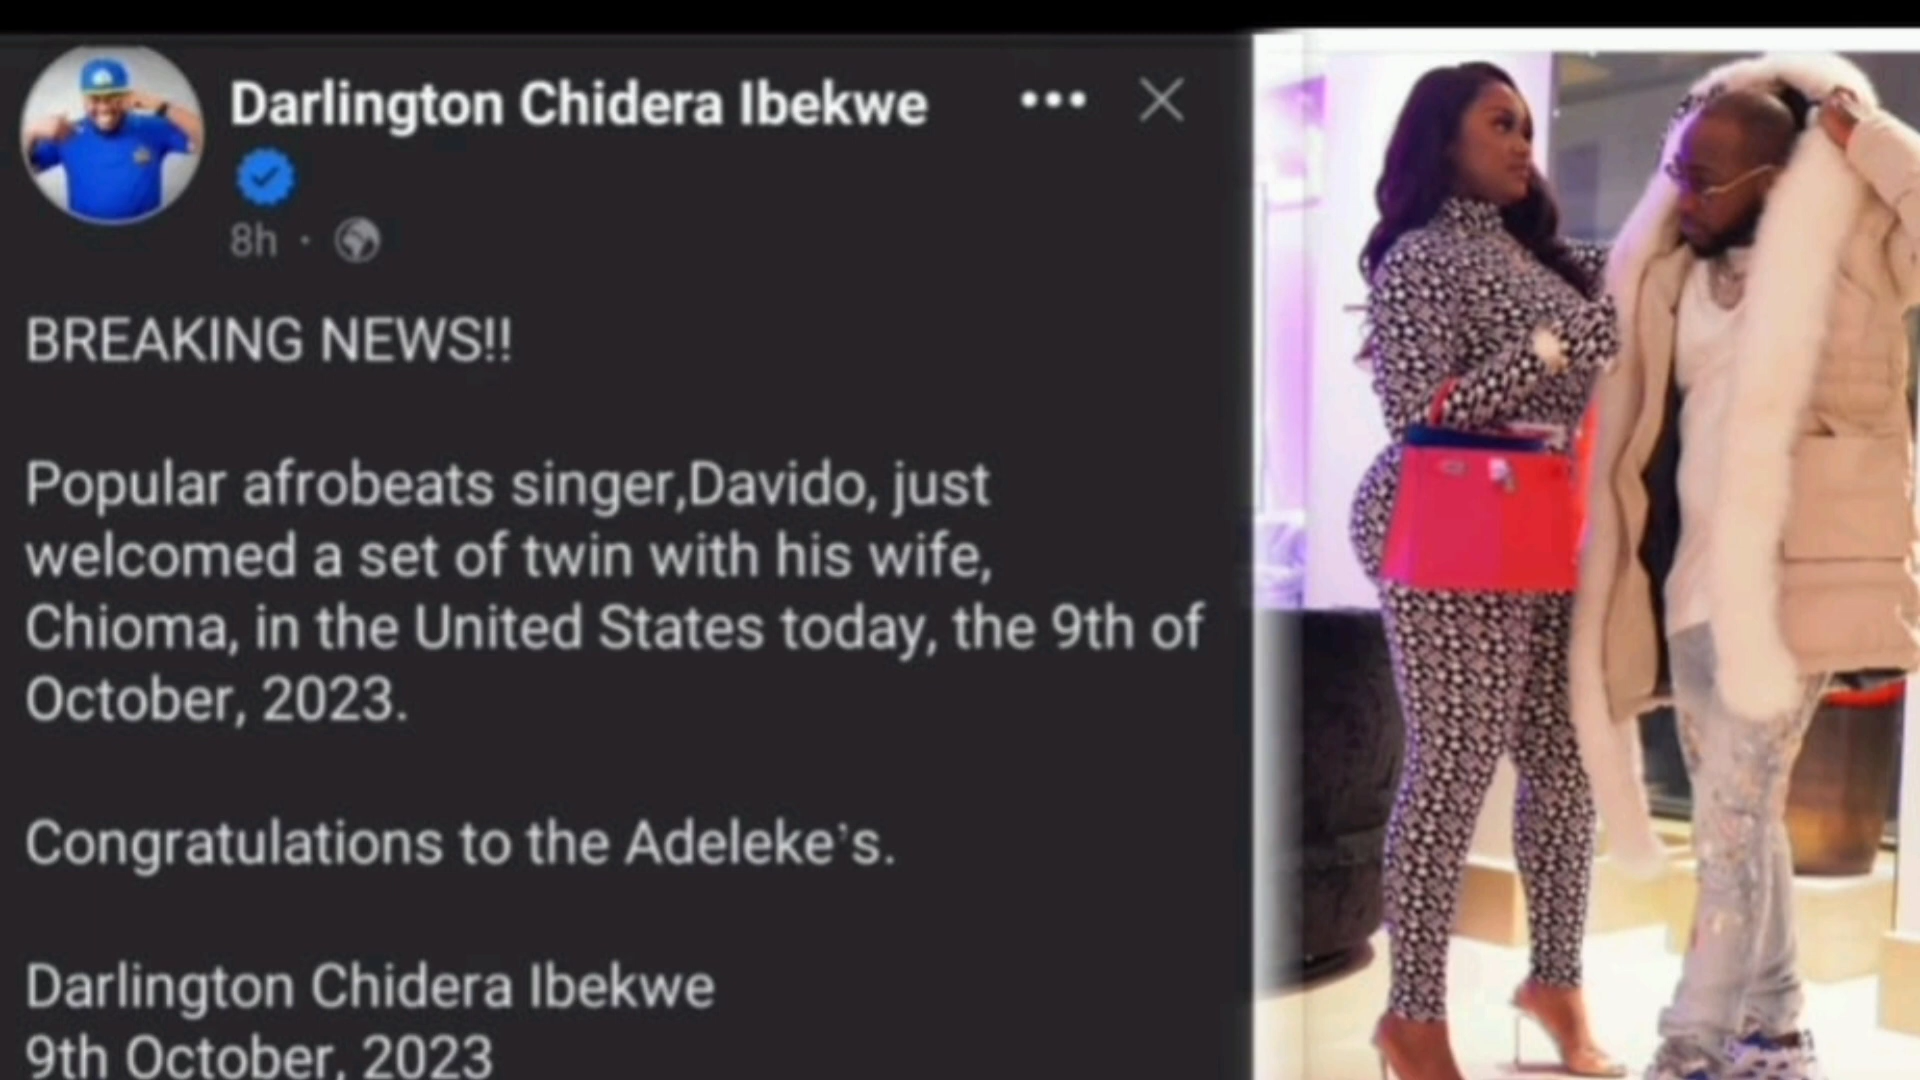 Darlington Chidera Ibekwe
8h
BREAKING NEWS!!
Popular afrobeats singer,Davido, just
welcomed a set of twin with his wife,
Chioma, in the United States today, the 9th of
October, 2023.
Congratulations to the Adeleke's.
Darlington Chidera Ibekwe
9th October, 2023